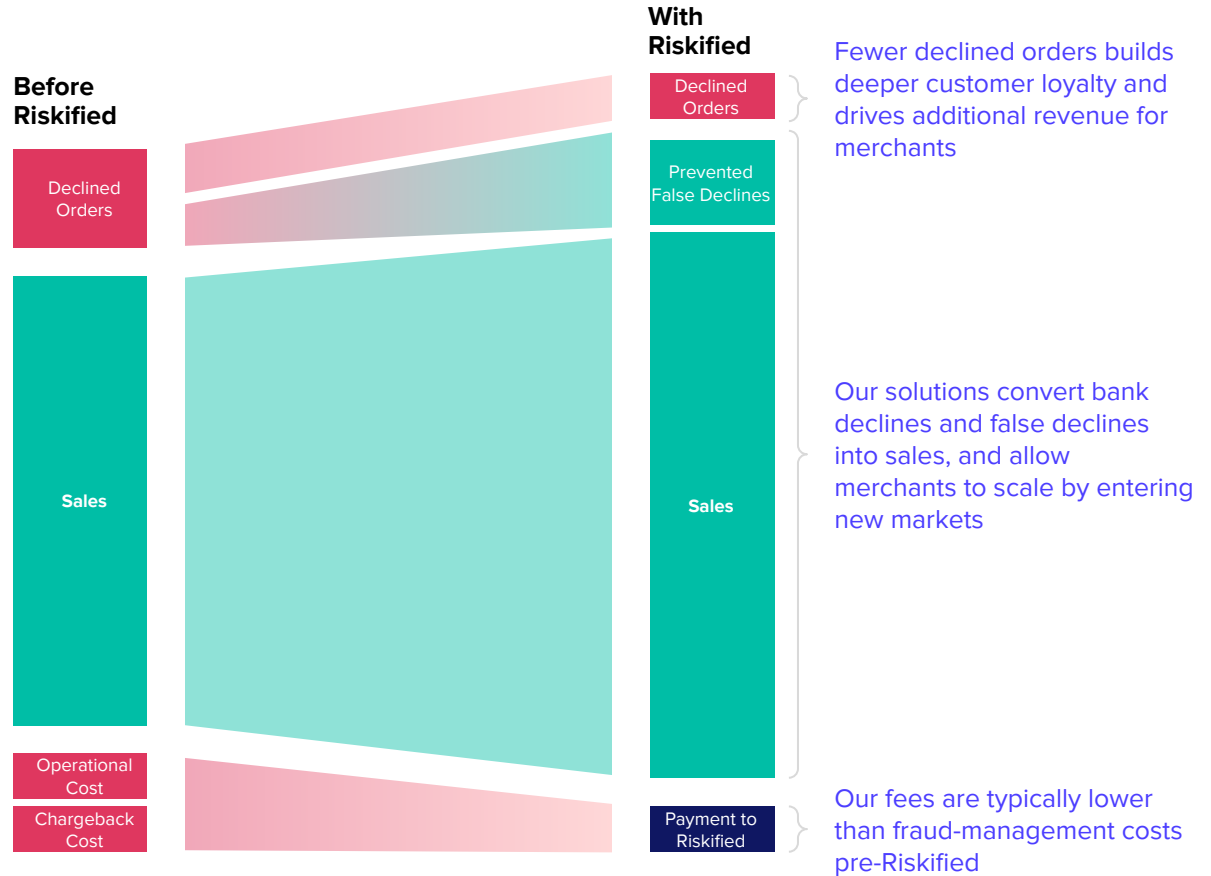 Before
Riskified
Declined
Orders
Sales
Operational
Cost
Chargeback
Cost
With
Riskified
Declined
Orders
Prevented
False Declines
Sales
Payment to
Riskified
Fewer declined orders builds
deeper customer loyalty and
drives additional revenue for
merchants
Our solutions convert bank
declines and false declines
into sales, and allow
merchants to scale by entering
new markets
Our fees are typically lower
than fraud-management costs
pre-Riskified